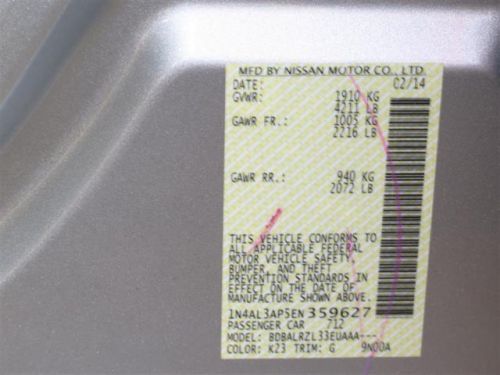 MFD BY NISSAN MOTOR CO., LTD.
DATE: 02/14
GVWR: 1910 KG
4211 LB
GAWR FR.: 1005 KG
2216 LB
GAWR RR.: 940 KG
2072 LB
THIS VEHICLE CONFORMS TO
ALL APPLICABLE FEDERAL
MOTOR VEHICLE SAFETY,
BUMPER, AND THEFT
PREVENTION STANDARDS IN
EFFECT ON THE DATE OF
MANUFACTURE SHOWN ABOVE.
1N4AL3AP5EN359627
PASSENGER CAR 712
MODEL: BDBALRZL33EUAAA---
COLOR: K23 TRIM: G 9N00A